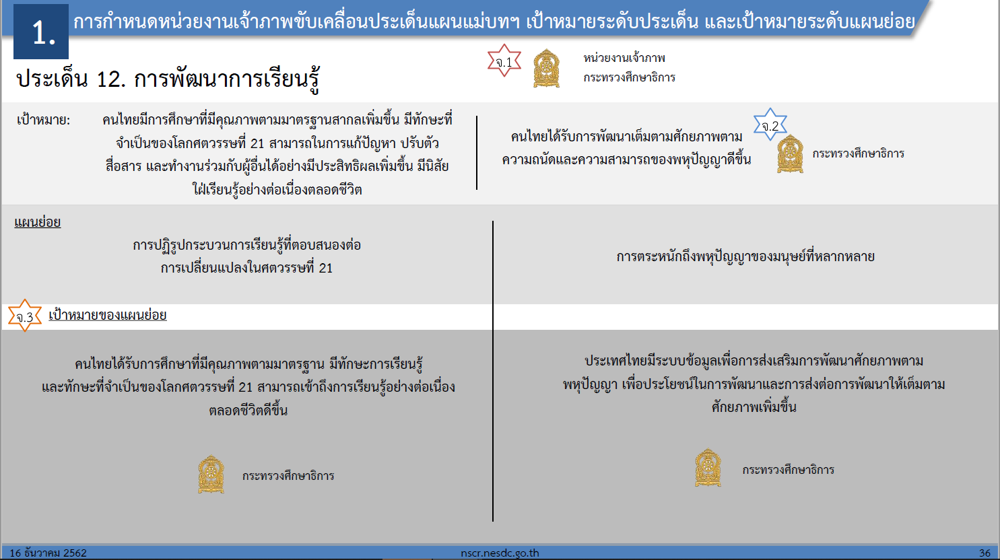 1.
การกำหนดหน่วยงานเจ้าภาพขับเคลื่อนประเด็นแผนแม่บทฯ เป้าหมายระดับประเด็น และเป้าหมายระดับแผนย่อย
ประเด็น 12. การพัฒนาการเรียนรู้
จ.1
หน่วยงานเจ้าภาพ
กระทรวงศึกษาธิการ
เป้าหมาย:
คนไทยมีการศึกษาที่มีคุณภาพตามมาตรฐานสากลเพิ่มขึ้น มีทักษะที่
จำเป็นของโลกศตวรรษที่ 21 สามารถในการแก้ปัญหา ปรับตัว
สื่อสาร และทำงานร่วมกับผู้อื่นได้อย่างมีประสิทธิผลเพิ่มขึ้น มีนิสัย
ใฝ่เรียนรู้อย่างต่อเนื่องตลอดชีวิต
คนไทยได้รับการพัฒนาเต็มตามศักยภาพตาม
ความถนัดและความสามารถของพหุปัญญาดีขึ้น
จ.2
กระทรวงศึกษาธิการ
แผนย่อย
การปฏิรูปกระบวนการเรียนรู้ที่ตอบสนองต่อ
การเปลี่ยนแปลงในศตวรรษที่ 21
การตระหนักถึงพหุปัญญาของมนุษย์ที่หลากหลาย
จ.3
เป้าหมายของแผนย่อย
คนไทยได้รับการศึกษาที่มีคุณภาพตามมาตรฐาน มีทักษะการเรียนรู้
และทักษะที่จำเป็นของโลกศตวรรษที่ 21 สามารถเข้าถึงการเรียนรู้อย่างต่อเนื่อง
ตลอดชีวิตดีขึ้น
กระทรวงศึกษาธิการ
ประเทศไทยมีระบบข้อมูลเพื่อการส่งเสริมการพัฒนาศักยภาพตาม
พหุปัญญา เพื่อประโยชน์ในการพัฒนาและการส่งต่อการพัฒนาให้เต็มตาม
ศักยภาพเพิ่มขึ้น
กระทรวงศึกษาธิการ
16 ธันวาคม 2562
nscr.nesdc.go.th
36